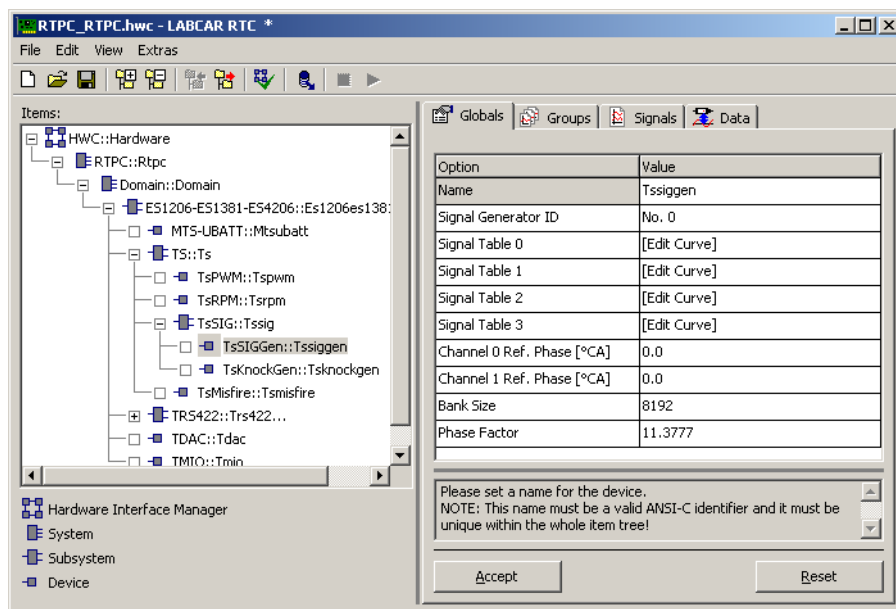 RTPC_RTPC.hwc - LABCAR RTC *
File Edit View Extras
Items:
HWC::Hardware
RTPC::Rtpc
Domain::Domain
ES1206-ES1381-ES4206::Es1206es1381
MTS-UBATT::Mtsubatt
TS::Ts
TsPWM::Tspwm
TsRPM::Tsrpm
TsSIG::Tssig
TsSIGGen::Tssiggen
TsKnockGen::Tsknockgen
TsMisfire::Tsmisfire
TRS422::Trs422...
TDAC::Tdac
TMIO::Tmio
Hardware Interface Manager
System
Subsystem
Device
Globals Groups Signals Data
Option Value
Name Tssiggen
Signal Generator ID No. 0
Signal Table 0 [Edit Curve]
Signal Table 1 [Edit Curve]
Signal Table 2 [Edit Curve]
Signal Table 3 [Edit Curve]
Channel 0 Ref. Phase [°CA] 0.0
Channel 1 Ref. Phase [°CA] 0.0
Bank Size 8192
Phase Factor 11.3777
Please set a name for the device.
NOTE: This name must be a valid ANSI-C identifier and it must be
unique within the whole item tree!
Accept Reset